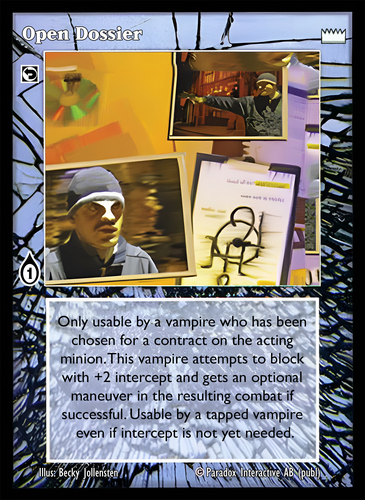 Open Dossier
1
Only usable by a vampire who has been
chosen for a contract on the acting
minion. This vampire attempts to block
with +2 intercept and gets an optional
maneuver in the resulting combat if
successful. Usable by a tapped vampire
even if intercept is not yet needed.
Illus: Becky Jollensten
© Paradox Interactive AB (publ)